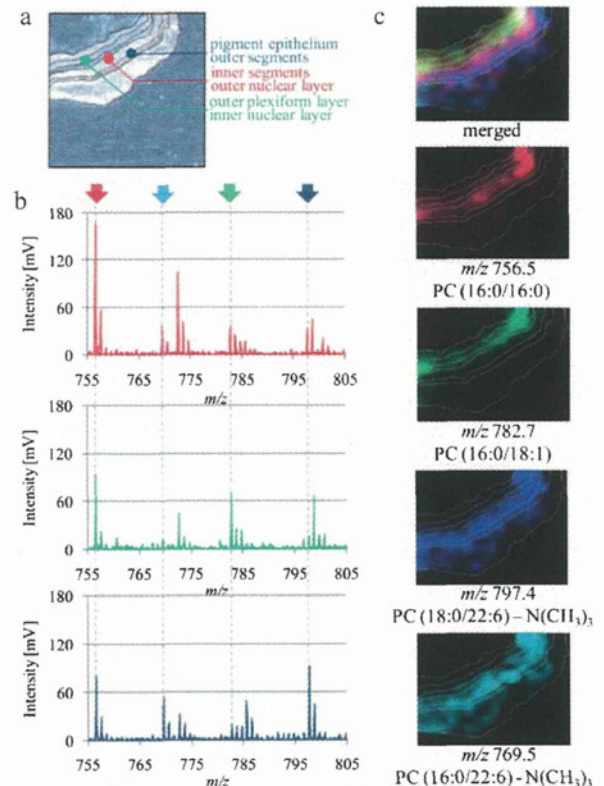 a
pigment epithelium
outer segments
inner segments
outer nuclear layer
outer plexiform layer
inner nuclear layer
b
Intensity [mV]
180
120
60
0
755 765 775 785 795 805
m/z
Intensity [mV]
180
120
60
0
755 765 775 785 795 805
m/z
Intensity [mV]
180
120
60
0
755 765 775 785 795 805
m/z
c
merged
m/z 756.5
PC (16:0/16:0)
m/z 782.7
PC (16:0/18:1)
m/z 797.4
PC (18:0/22:6) – N(CH₃)₃
m/z 769.5
PC (16:0/22:6) - N(CH₃)₃